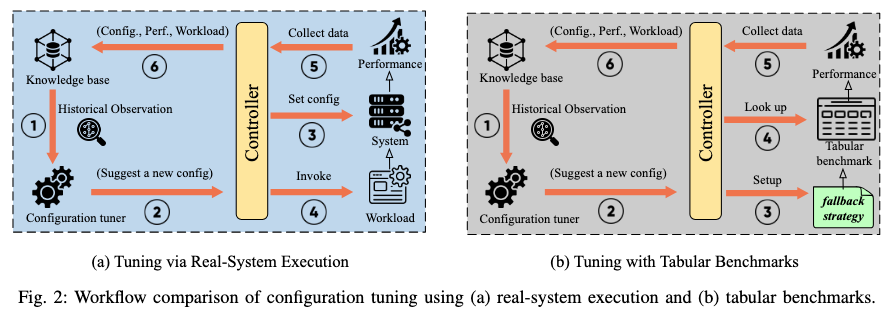 (Config., Perf., Workload)
6
Knowledge base
1
Historical Observation
(Suggest a new config)
2
Configuration tuner
Controller
Collect data
5
Performance
Set config
3
System
Invoke
4
Workload
(a) Tuning via Real-System Execution
(Config., Perf., Workload)
6
Knowledge base
1
Historical Observation
(Suggest a new config)
2
Configuration tuner
Controller
Collect data
5
Performance
Look up
4
Tabular
benchmark
Setup
3
fallback
strategy
(b) Tuning with Tabular Benchmarks
Fig. 2: Workflow comparison of configuration tuning using (a) real-system execution and (b) tabular benchmarks.